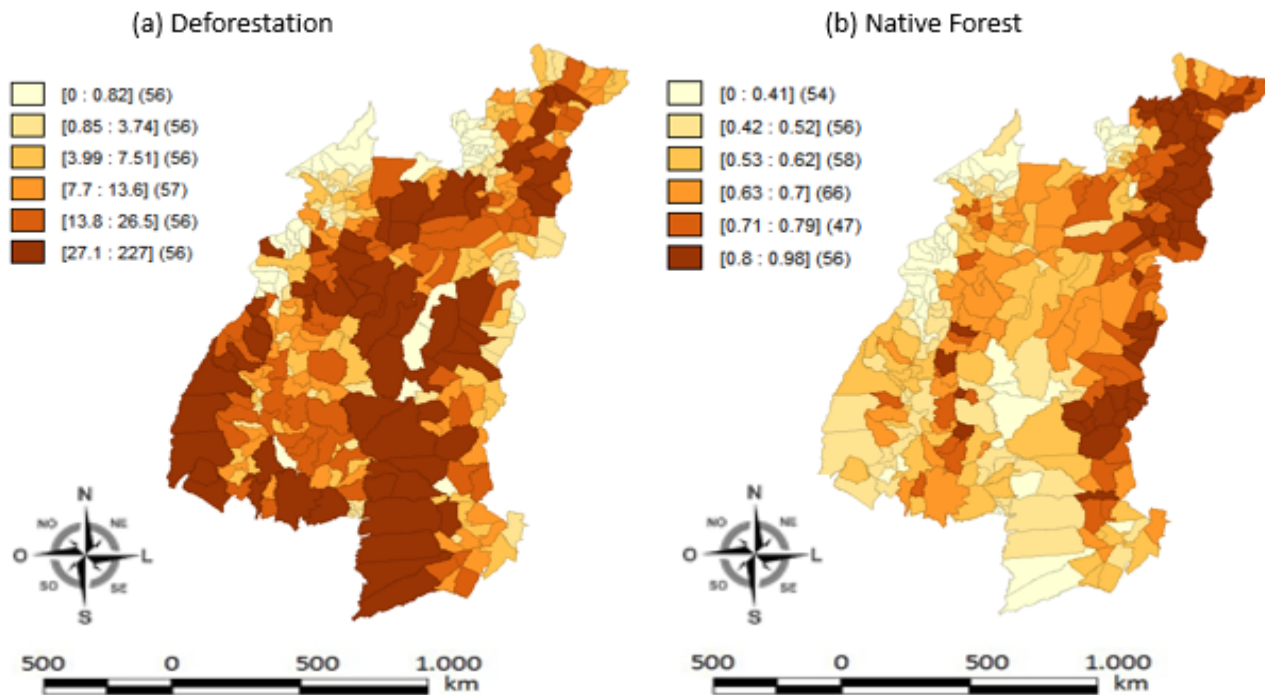 (a) Deforestation
[0 : 0.82] (56)
[0.85 : 3.74] (56)
[3.99 : 7.51] (56)
[7.7 : 13.6] (57)
[13.8 : 26.5] (56)
[27.1 : 227] (56)
N
NO NE
O L
SO SE
S
500 0 500 1.000
km
(b) Native Forest
[0 : 0.41] (54)
[0.42 : 0.52] (56)
[0.53 : 0.62] (58)
[0.63 : 0.7] (66)
[0.71 : 0.79] (47)
[0.8 : 0.98] (56)
N
NO NE
O L
SO SE
S
500 0 500 1.000
km